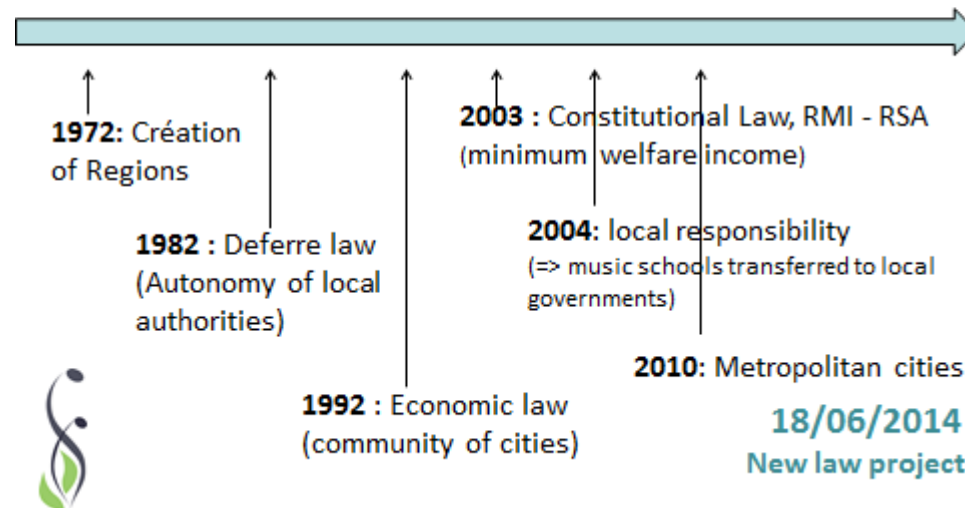 1972: Création
of Regions
1982 : Deferre law
(Autonomy of local
authorities)
1992 : Economic law
(community of cities)
2003 : Constitutional Law, RMI - RSA
(minimum welfare income)
2004: local responsibility
(=> music schools transferred to local
governments)
2010: Metropolitan cities
18/06/2014
New law project